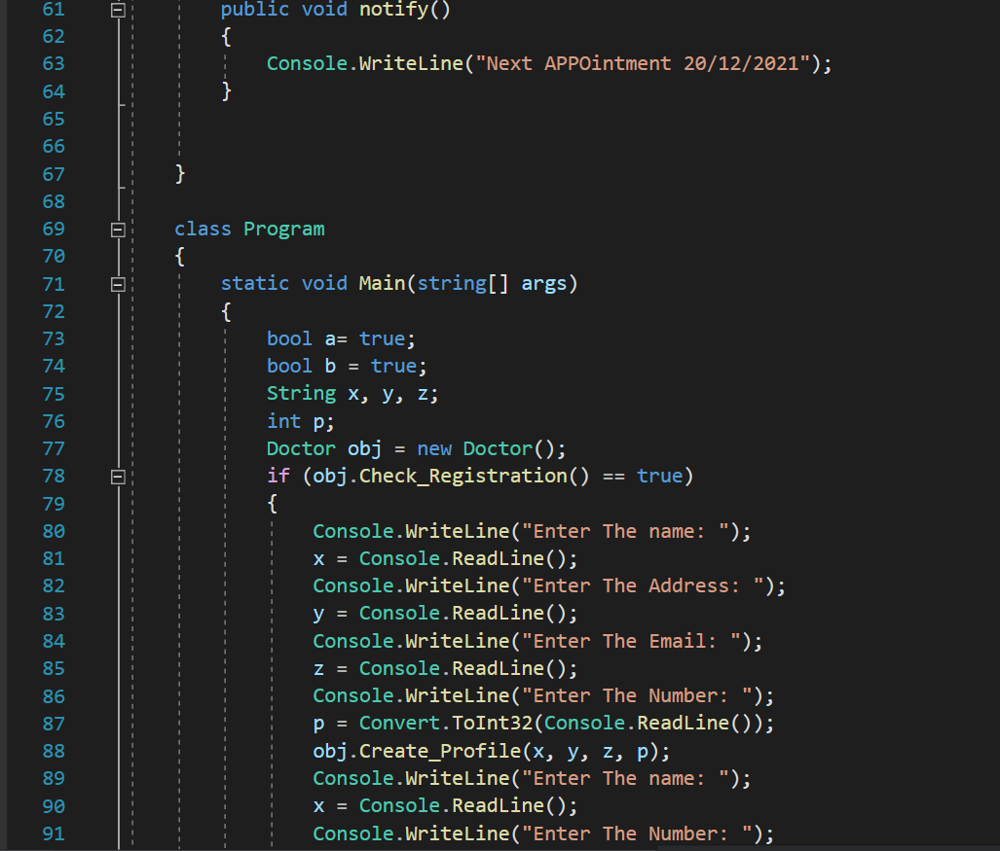 61 public void notify()
62 {
63 Console.WriteLine("Next APPOintment 20/12/2021");
64 }
65
66
67 }
68
69 class Program
70 {
71 static void Main(string[] args)
72 {
73 bool a= true;
74 bool b = true;
75 String x, y, z;
76 int p;
77 Doctor obj = new Doctor();
78 if (obj.Check_Registration() == true)
79 {
80 Console.WriteLine("Enter The name: ");
81 x = Console.ReadLine();
82 Console.WriteLine("Enter The Address: ");
83 y = Console.ReadLine();
84 Console.WriteLine("Enter The Email: ");
85 z = Console.ReadLine();
86 Console.WriteLine("Enter The Number: ");
87 p = Convert.ToInt32(Console.ReadLine());
88 obj.Create_Profile(x, y, z, p);
89 Console.WriteLine("Enter The name: ");
90 x = Console.ReadLine();
91 Console.WriteLine("Enter The Number: ");